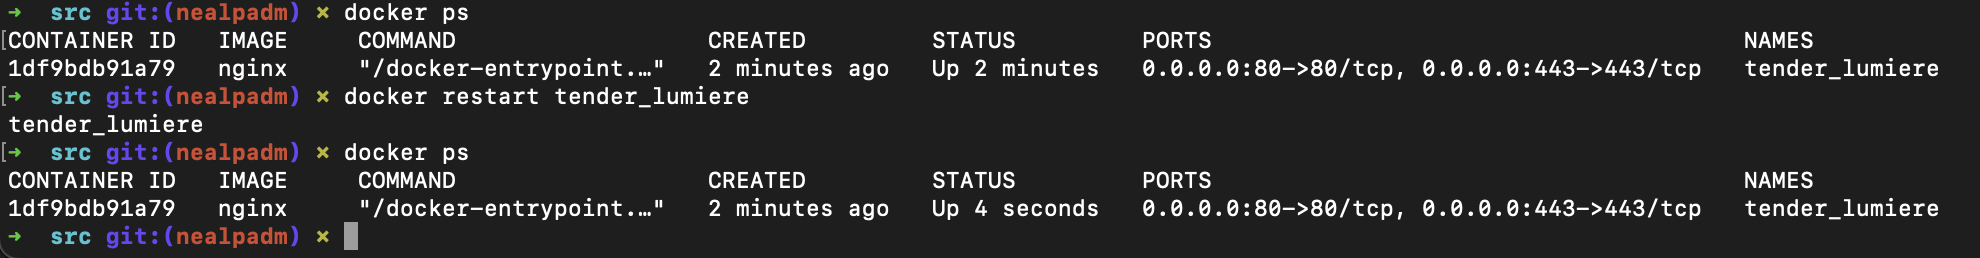 ➜  src git:(nealpadm) ✗ docker ps
[CONTAINER ID   IMAGE     COMMAND                  CREATED         STATUS         PORTS                                      NAMES
1df9bdb91a79   nginx     "/docker-entrypoint.…"   2 minutes ago   Up 2 minutes   0.0.0.0:80->80/tcp, 0.0.0.0:443->443/tcp   tender_lumiere
[➜  src git:(nealpadm) ✗ docker restart tender_lumiere
tender_lumiere
[➜  src git:(nealpadm) ✗ docker ps
CONTAINER ID   IMAGE     COMMAND                  CREATED         STATUS         PORTS                                      NAMES
1df9bdb91a79   nginx     "/docker-entrypoint.…"   2 minutes ago   Up 4 seconds   0.0.0.0:80->80/tcp, 0.0.0.0:443->443/tcp   tender_lumiere
➜  src git:(nealpadm) ✗